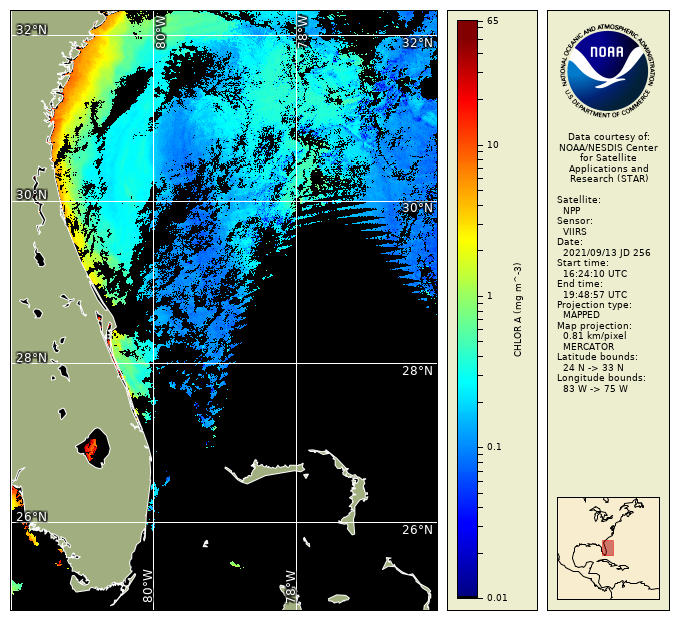 32°N
80°W
78°W
32°N
30°N
30°N
28°N
28°N
26°N
26°N
80°W
78°W
65
10
1
0.1
0.01
CHLOR A (mg m^-3)
NATIONAL OCEANIC AND ATMOSPHERIC ADMINISTRATION
NOAA
U.S. DEPARTMENT OF COMMERCE
Data courtesy of:
NOAA/NESDIS Center
for Satellite
Applications and
Research (STAR)
Satellite:
NPP
Sensor:
VIIRS
Date:
2021/09/13 JD 256
Start time:
16:24:10 UTC
End time:
19:48:57 UTC
Projection type:
MAPPED
Map projection:
0.81 km/pixel
MERCATOR
Latitude bounds:
24 N -> 33 N
Longitude bounds:
83 W -> 75 W